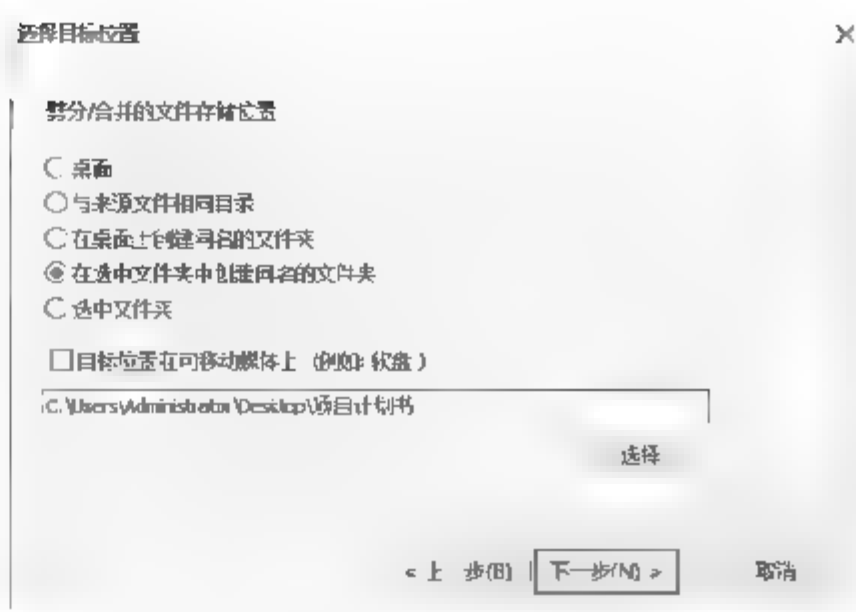 选择目标位置
劈分/合并的文件存储位置
桌面
与来源文件相同目录
在桌面上创建同名的文件夹
在选中文件夹中创建同名的文件夹
选中文件夹
目标位置在可移动媒体上（例如: 软盘）
C:\Users\Administrator\Desktop\项目计划书
选择
< 上一步(B) 下一步(N) > 取消